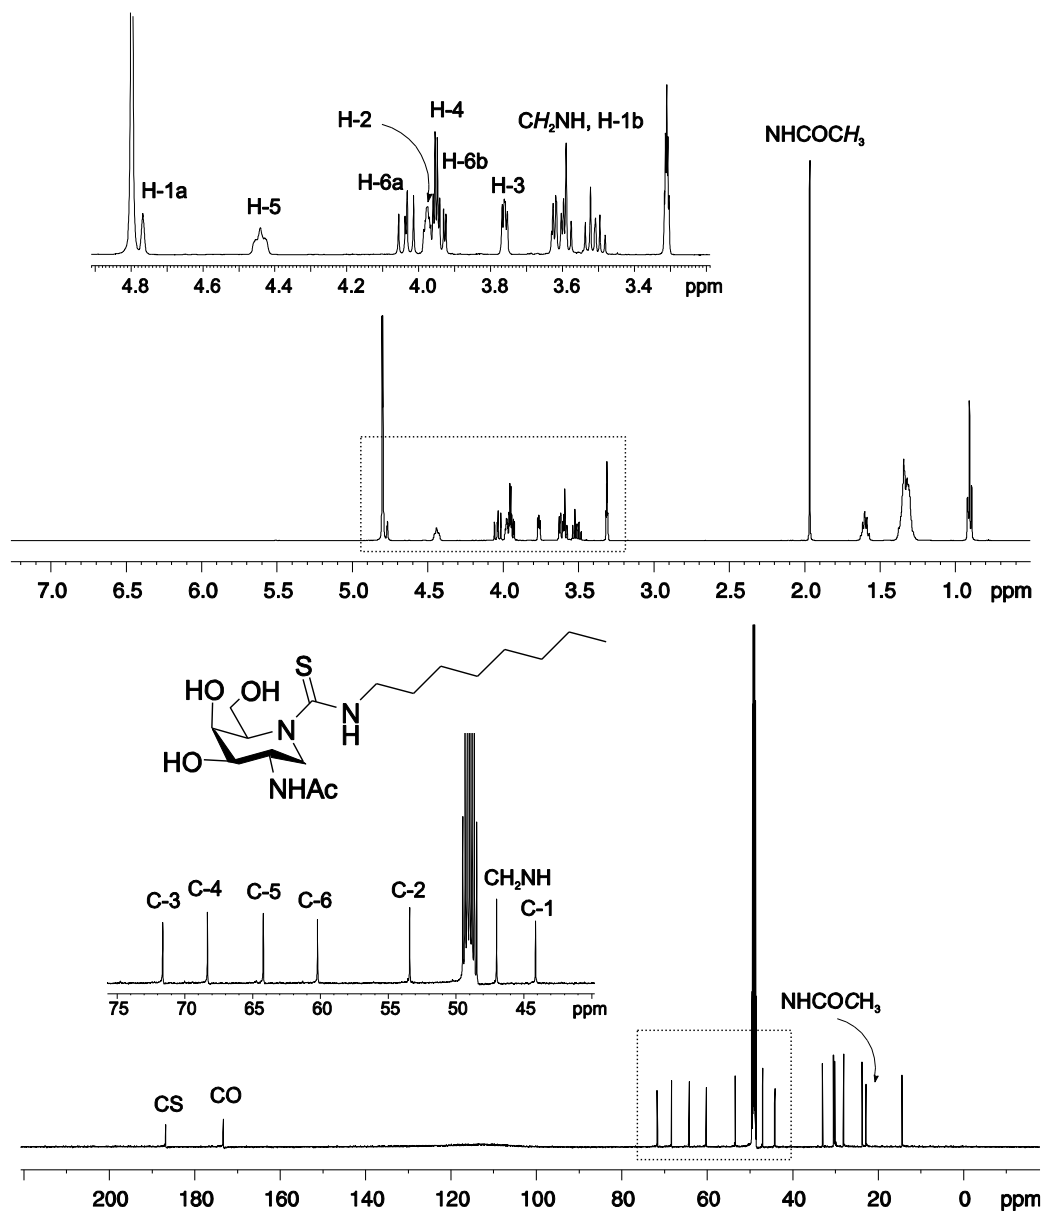 NHCOCH₃
H-1a
H-5
H-2
H-6a
H-4
H-6b
H-3
CH₂NH, H-1b
4.8 4.6 4.4 4.2 4.0 3.8 3.6 3.4 ppm
7.0 6.5 6.0 5.5 5.0 4.5 4.0 3.5 3.0 2.5 2.0 1.5 1.0 ppm
S
HO OH
N N
H
HO
NHAc
C-3 C-4 C-5 C-6 C-2 CH₂NH C-1
75 70 65 60 55 50 45 ppm
NHCOCH₃
CS CO
200 180 160 140 120 100 80 60 40 20 0 ppm